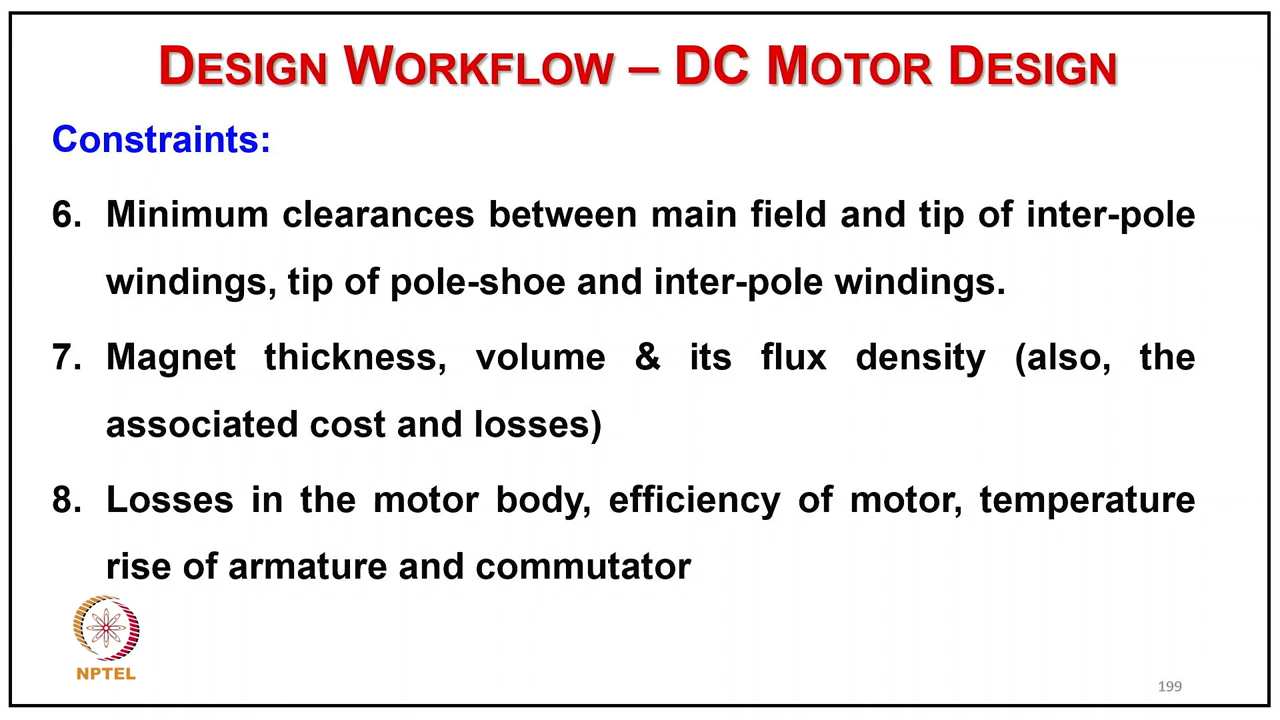 DESIGN WORKFLOW – DC MOTOR DESIGN
Constraints:
6. Minimum clearances between main field and tip of inter-pole
windings, tip of pole-shoe and inter-pole windings.
7. Magnet thickness, volume & its flux density (also, the
associated cost and losses)
8. Losses in the motor body, efficiency of motor, temperature
rise of armature and commutator
NPTEL
199